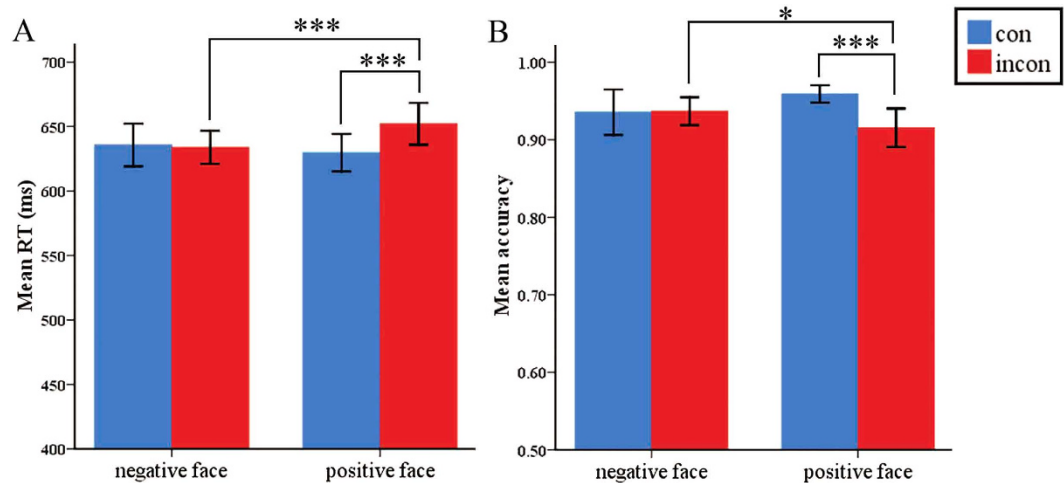 A
***
***
Mean RT (ms)
700
650
600
550
500
450
400
negative face
positive face
B
*
***
con
incon
Mean accuracy
1.00
0.90
0.80
0.70
0.60
0.50
negative face
positive face